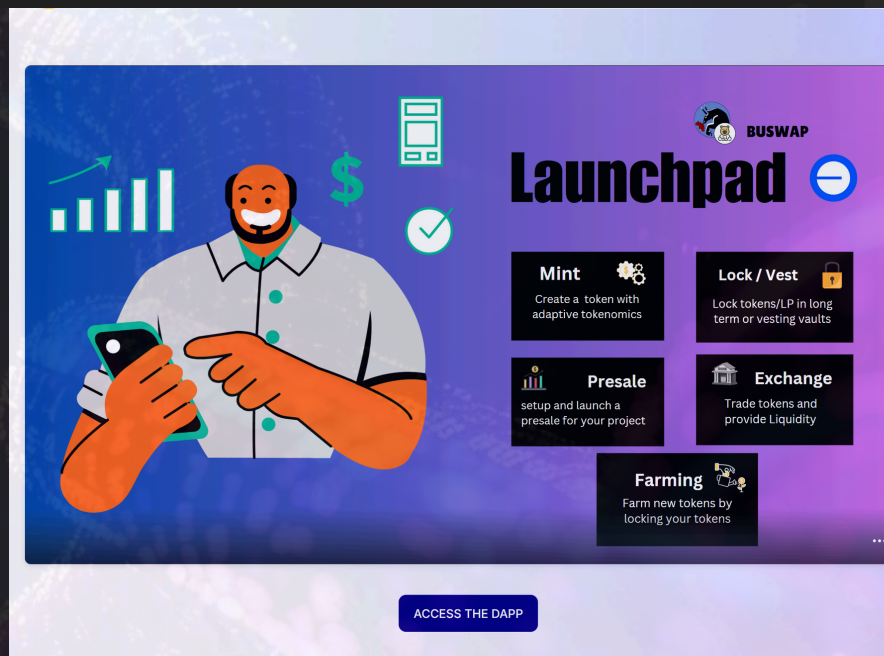 BUSWAP
Launchpad
Mint
Create a token with
adaptive tokenomics
Lock / Vest
Lock tokens/LP in long
term or vesting vaults
Presale
setup and launch a
presale for your project
Exchange
Trade tokens and
provide Liquidity
Farming
Farm new tokens by
locking your tokens
ACCESS THE DAPP